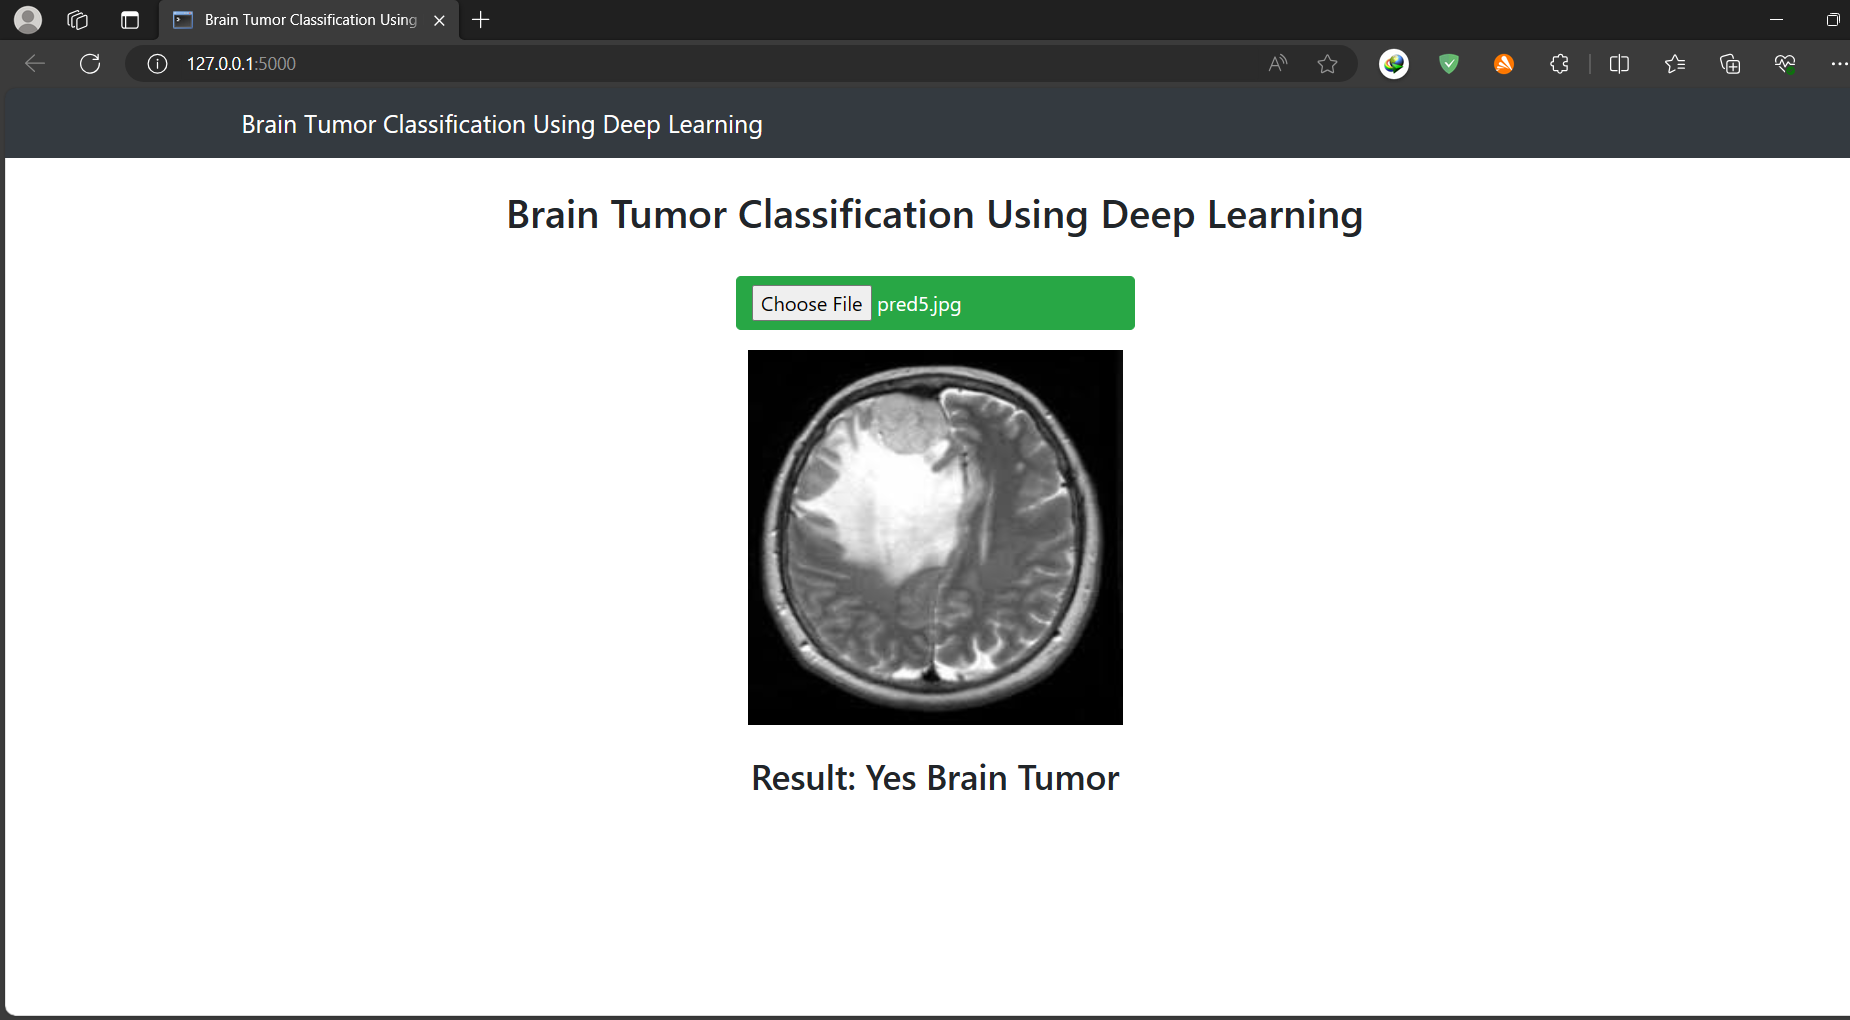 Brain Tumor Classification Using
127.0.0.1:5000
Brain Tumor Classification Using Deep Learning
Brain Tumor Classification Using Deep Learning
Choose File pred5.jpg
Result: Yes Brain Tumor